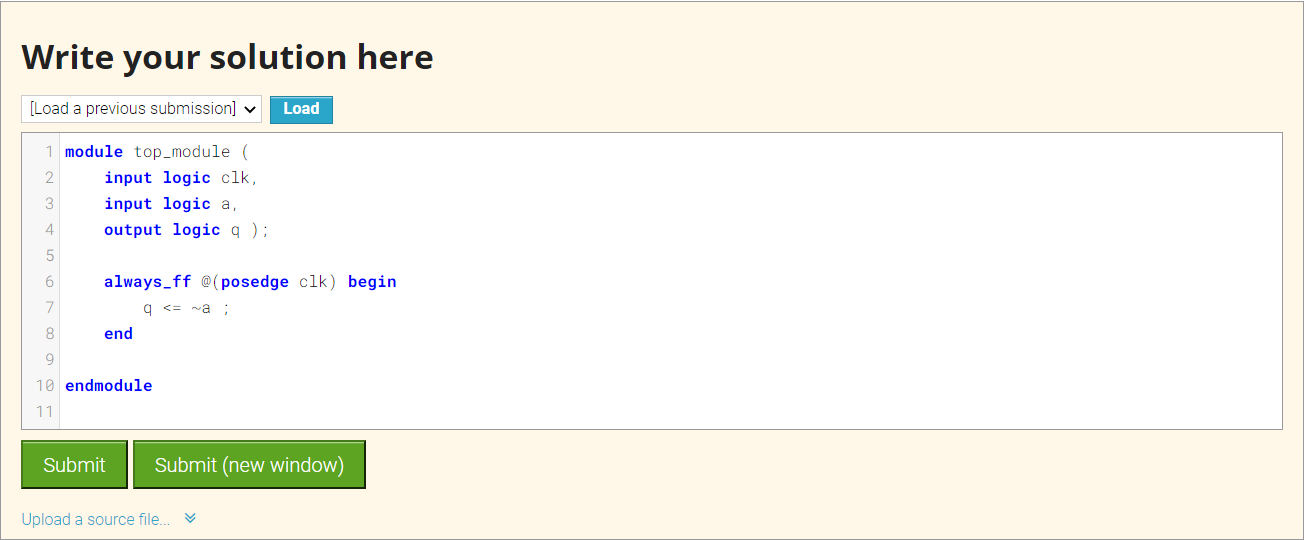 Write your solution here
[Load a previous submission] Load
1 module top_module (
2     input logic clk,
3     input logic a,
4     output logic q );
5
6     always_ff @(posedge clk) begin
7         q <= ~a ;
8     end
9
10 endmodule
11
Submit Submit (new window)
Upload a source file...